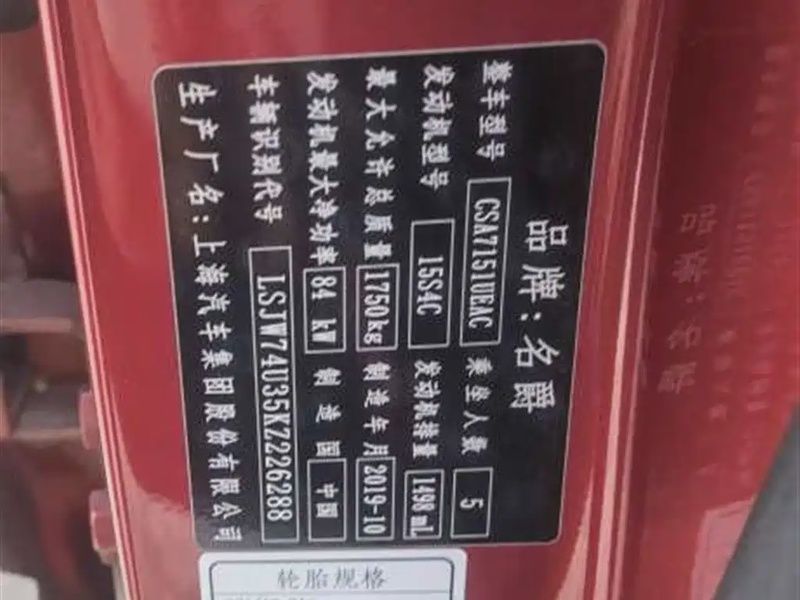 品牌:名爵
整车型号 CSA7151UEAC 乘坐人数 5
发动机型号 15S4C 发动机排量 1498 mL
最大允许总质量 1750kg 制造年月 2019-10
发动机最大净功率 84 kW 制造国 中国
车辆识别代号 LSJW74U35KZ226288
生产厂名:上海汽车集团股份有限公司
轮胎规格